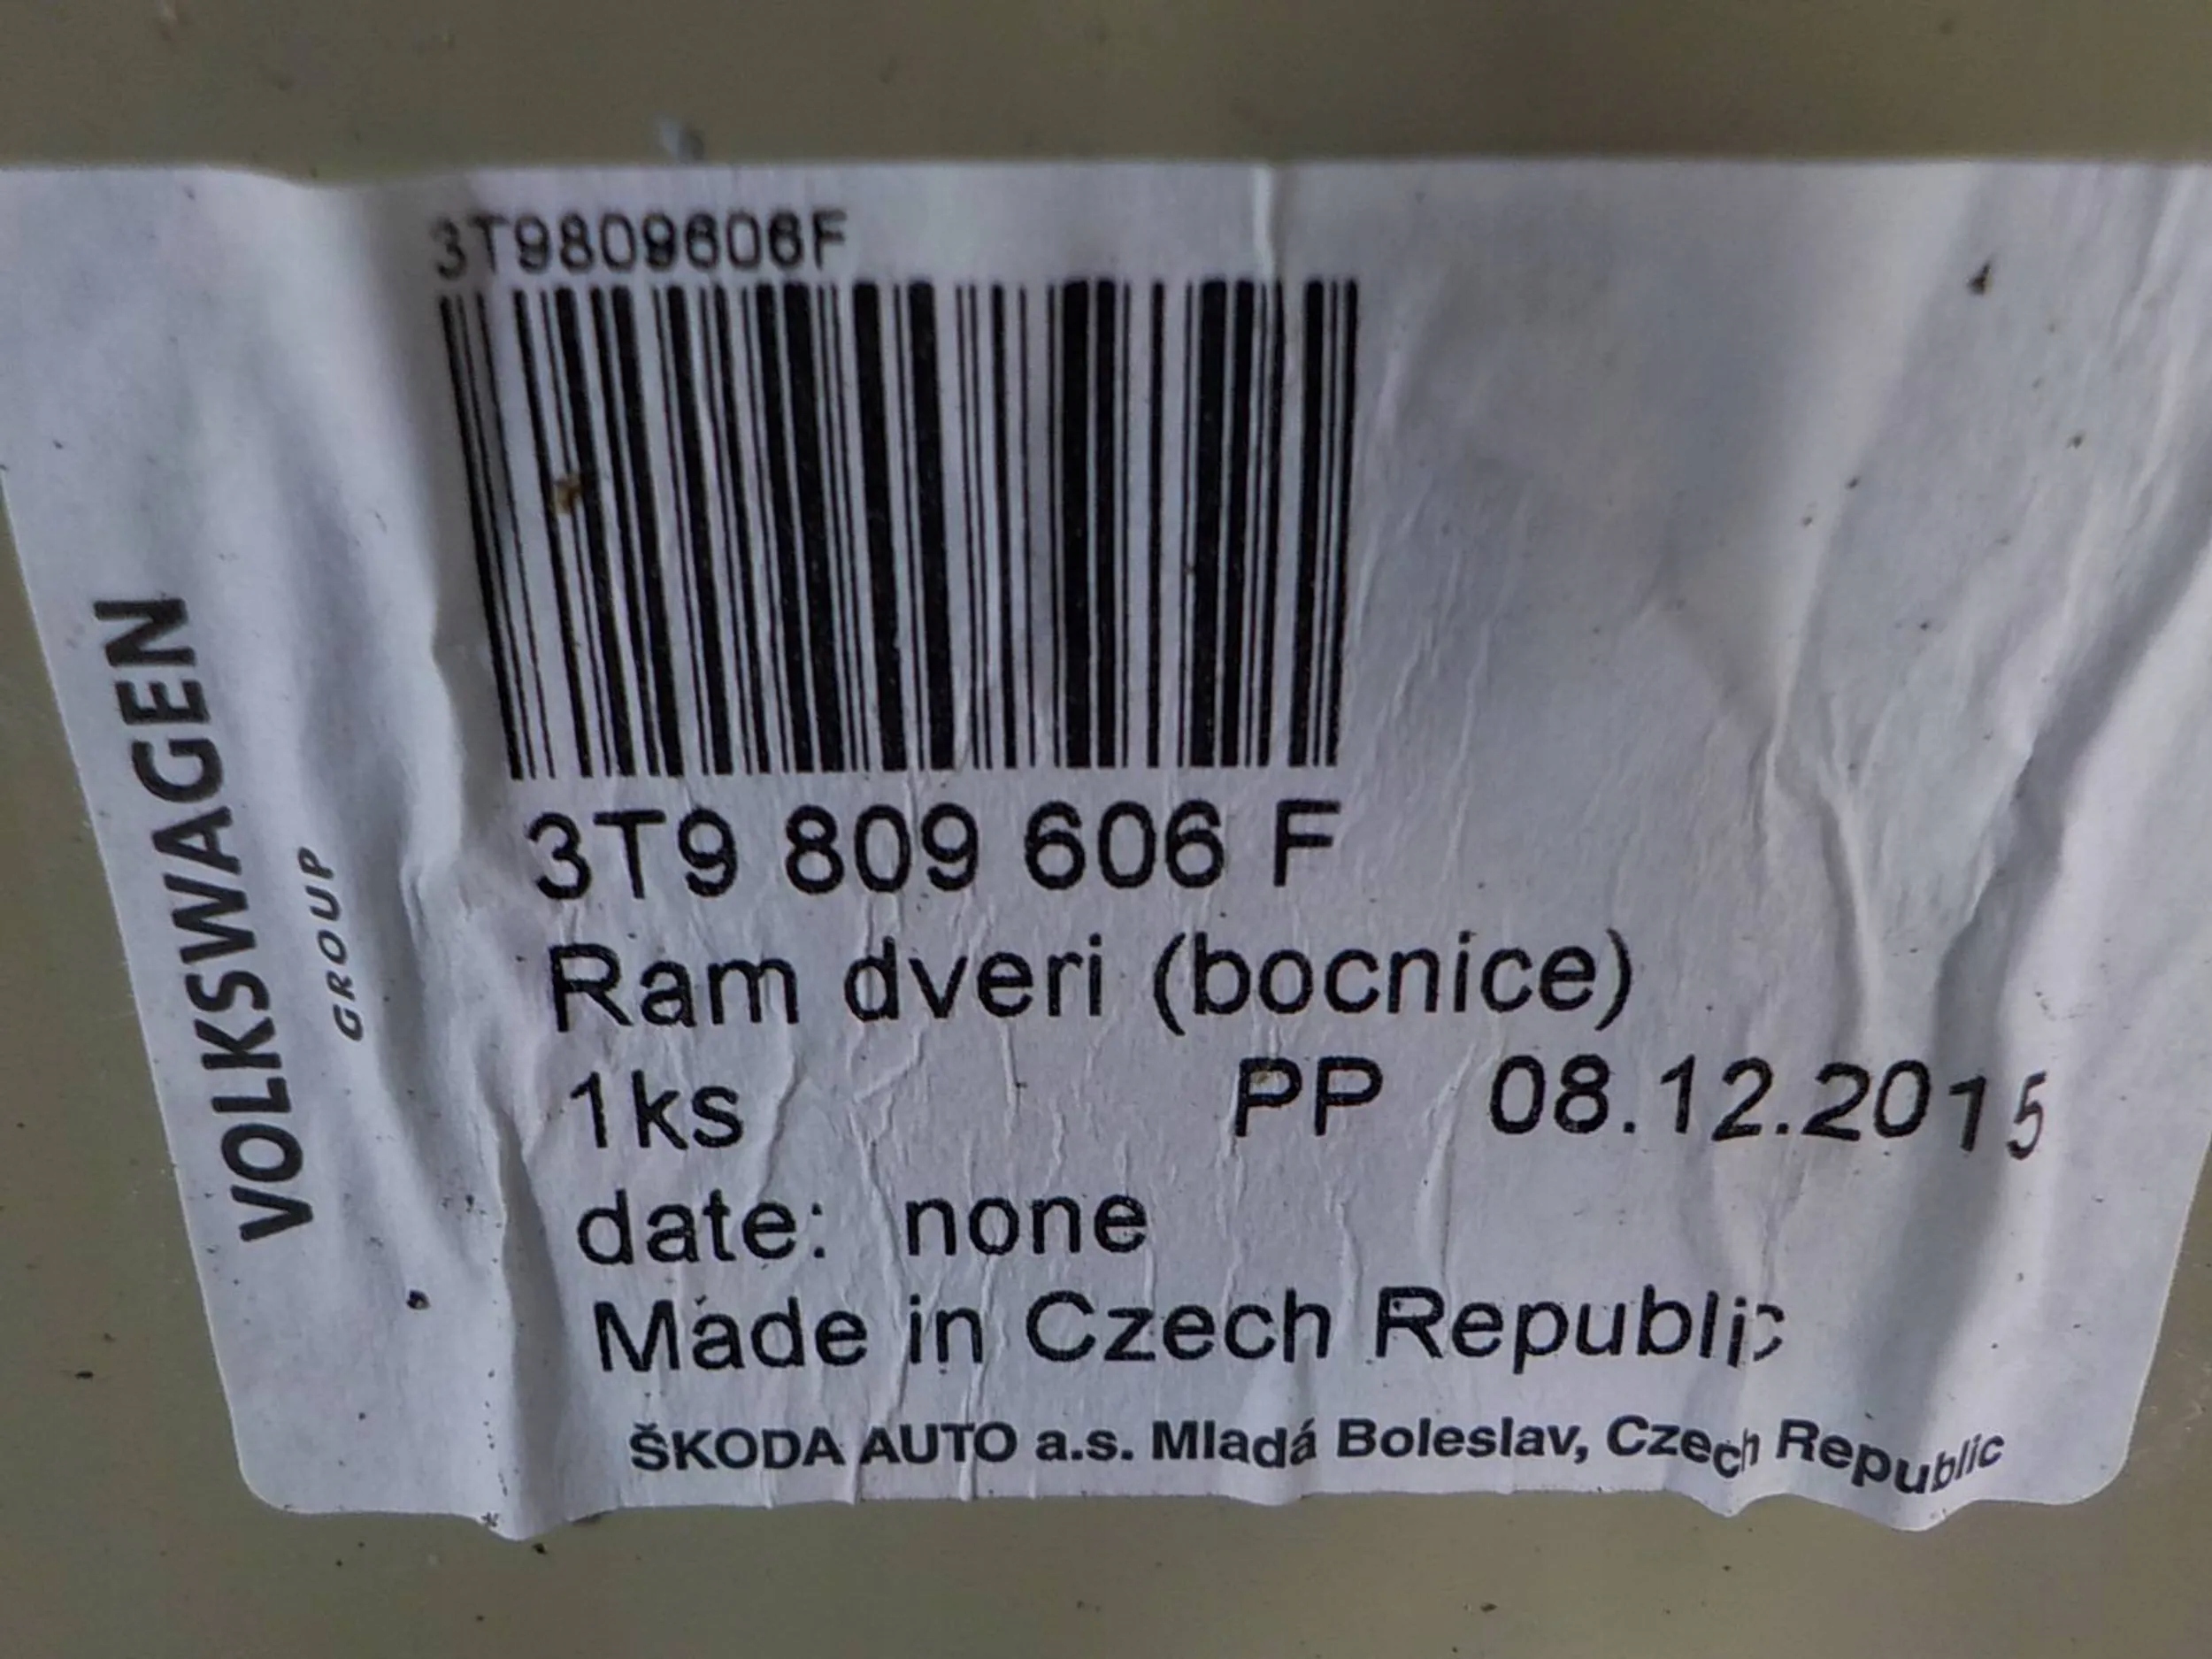 3T9809606F
3T9 809 606 F
Ram dveri (bocnice)
1ks PP 08.12.2015
date: none
Made in Czech Republic
ŠKODA AUTO a.s. Mladá Boleslav, Czech Republic
VOLKSWAGEN
GROUP